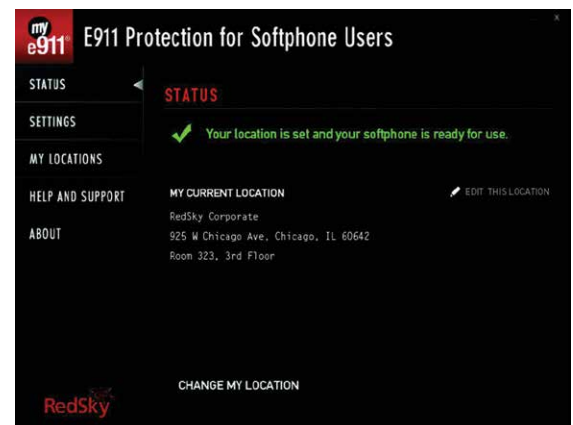 my
e911®
E911 Protection for Softphone Users
x
STATUS
SETTINGS
MY LOCATIONS
HELP AND SUPPORT
ABOUT
STATUS
Your location is set and your softphone is ready for use.
MY CURRENT LOCATION
EDIT THIS LOCATION
RedSky Corporate
925 W Chicago Ave, Chicago, IL 60642
Room 323, 3rd Floor
CHANGE MY LOCATION
RedSky